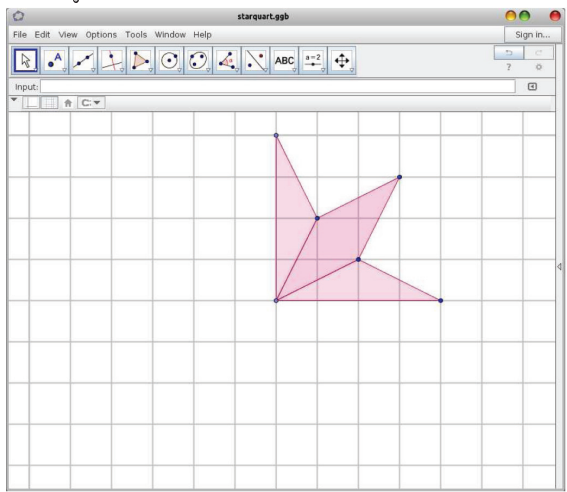 starquart.ggb
File Edit View Options Tools Window Help
Sign in...
A
ABC
a=2
?
Input:
C: